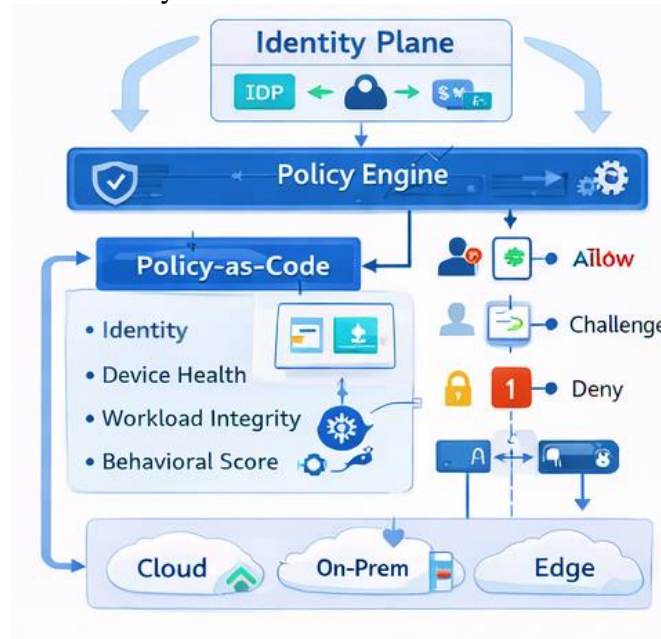 Identity Plane
IDP
Policy Engine
Policy-as-Code
• Identity
• Device Health
• Workload Integrity
• Behavioral Score
Allow
Challenge
1
Deny
A
Cloud
On-Prem
Edge